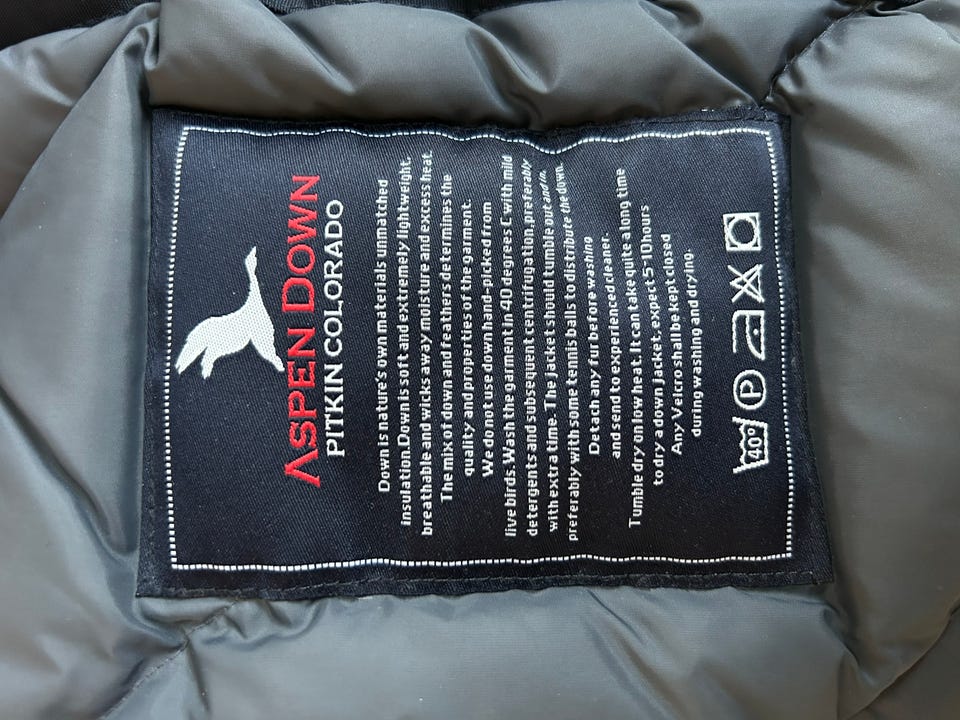 ASPEN DOWN
PITKIN COLORADO
Down is nature's own materials unmatched
insulation.Down is soft and extremely lightweight,
breathable and wicks away moisture and excess heat.
The mix of down and feathers determines the
quality and properties of the garment.
We do not use down hand-picked from
live birds. Wash the garment in 40 degrees C with mild
detergents and subsequent centrifugation, preferably
with extra time. The Jacket should tumble out and in,
preferably with some tennis balls to distribute the down.
Detach any fur before washing
and send to experienced cleaner.
Tumble dry on low heat. It can take quite a long time
to dry a down jacket, expect 5-10 hours
Any Velcro shall be kept closed
during washing and drying.
40° P